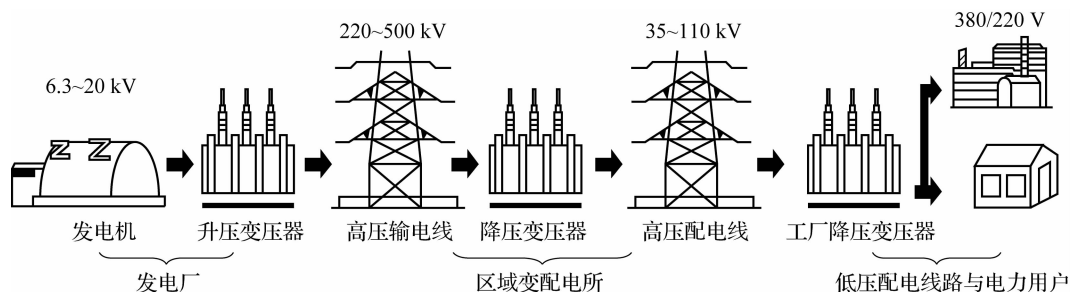 380/220 V
220~500 kV
35~110 kV
6.3~20 kV
发电机
升压变压器
高压输电线
降压变压器
高压配电线
工厂降压变压器
发电厂
区域变配电所
低压配电线路与电力用户